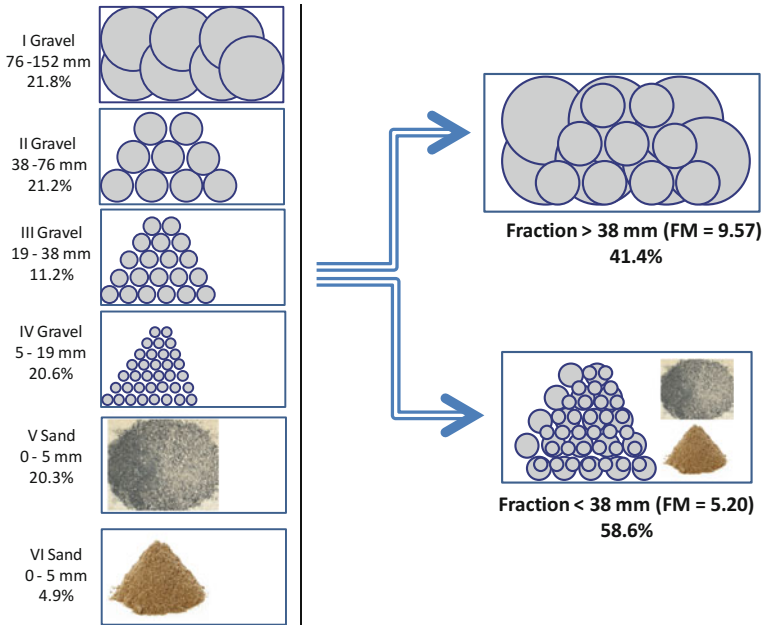 I Gravel
76 -152 mm
21.8%
II Gravel
38 -76 mm
21.2%
III Gravel
19 - 38 mm
11.2%
IV Gravel
5 - 19 mm
20.6%
V Sand
0 - 5 mm
20.3%
VI Sand
0 - 5 mm
4.9%
Fraction > 38 mm (FM = 9.57)
41.4%
Fraction < 38 mm (FM = 5.20)
58.6%